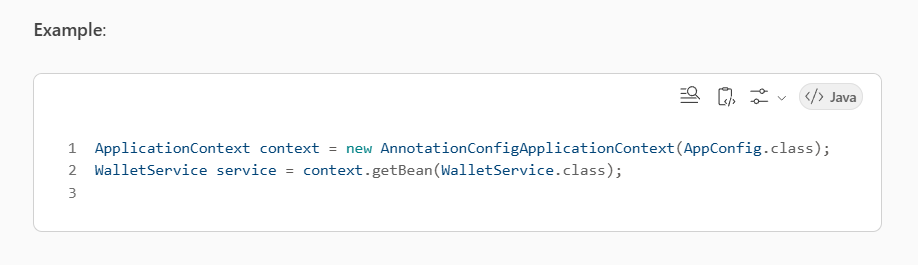 Example:
</> Java
1 ApplicationContext context = new AnnotationConfigApplicationContext(AppConfig.class);
2 WalletService service = context.getBean(WalletService.class);
3